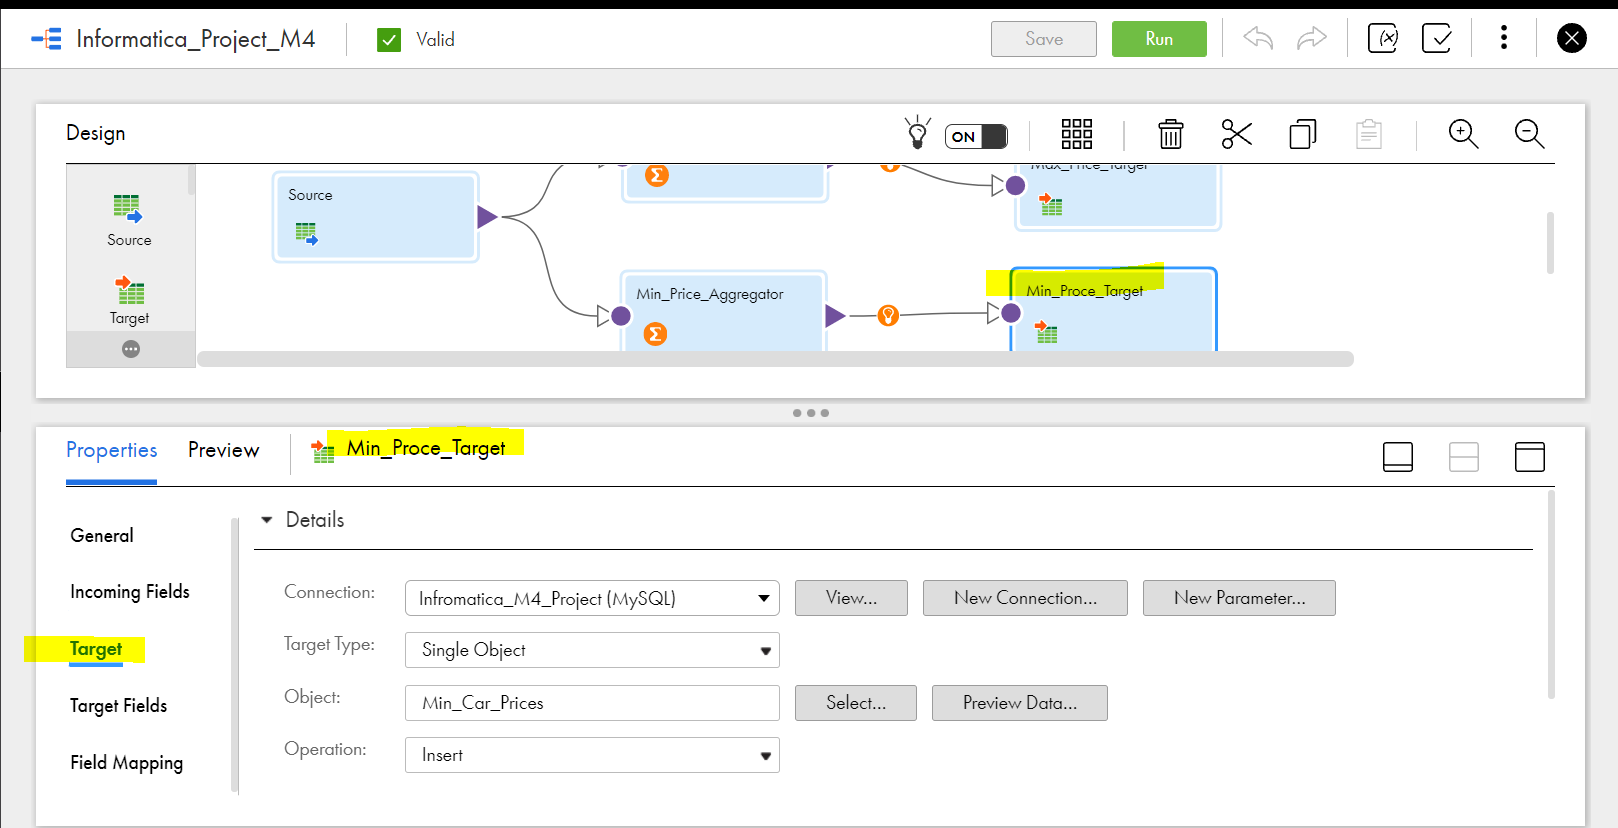 Informatica_Project_M4
Valid
Save
Run
(x)
Design
ON
Source
Target
Source
Max_Price_Target
Min_Price_Aggregator
Min_Proce_Target
Properties
Preview
Min_Proce_Target
General
Incoming Fields
Target
Target Fields
Field Mapping
Details
Connection:
Infromatica_M4_Project (MySQL)
View...
New Connection...
New Parameter...
Target Type:
Single Object
Object:
Min_Car_Prices
Select...
Preview Data...
Operation:
Insert